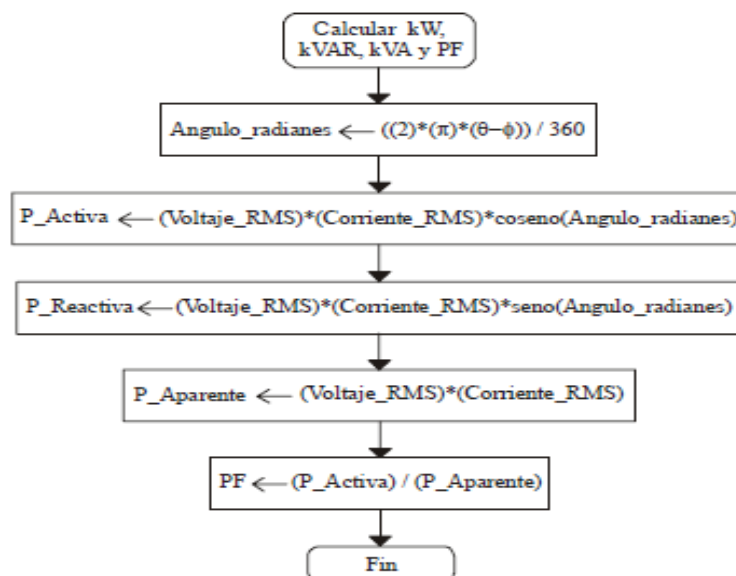 Calcular kW,
kVAR, kVA y PF
Angulo_radianes ← ((2)*(π)*(θ−ϕ)) / 360
P_Activa ← (Voltaje_RMS)*(Corriente_RMS)*coseno(Angulo_radianes)
P_Reactiva ← (Voltaje_RMS)*(Corriente_RMS)*seno(Angulo_radianes)
P_Aparente ← (Voltaje_RMS)*(Corriente_RMS)
PF ← (P_Activa) / (P_Aparente)
Fin